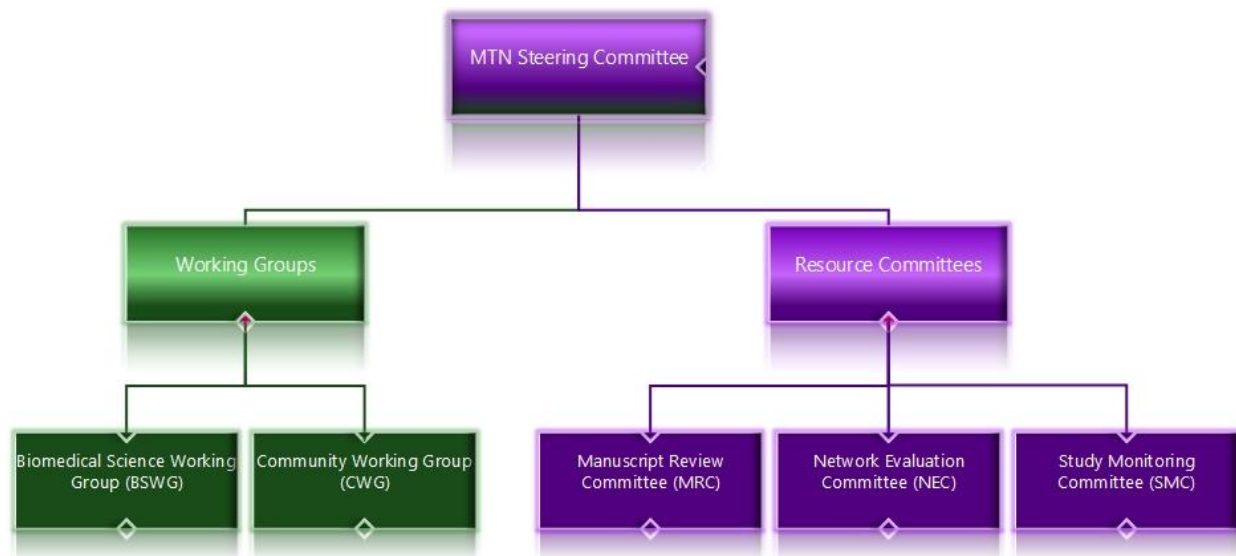 MTN Steering Committee
Working Groups
Resource Committees
Biomedical Science Working
Group (BSWG)
Community Working Group
(CWG)
Manuscript Review
Committee (MRC)
Network Evaluation
Committee (NEC)
Study Monitoring
Committee (SMC)